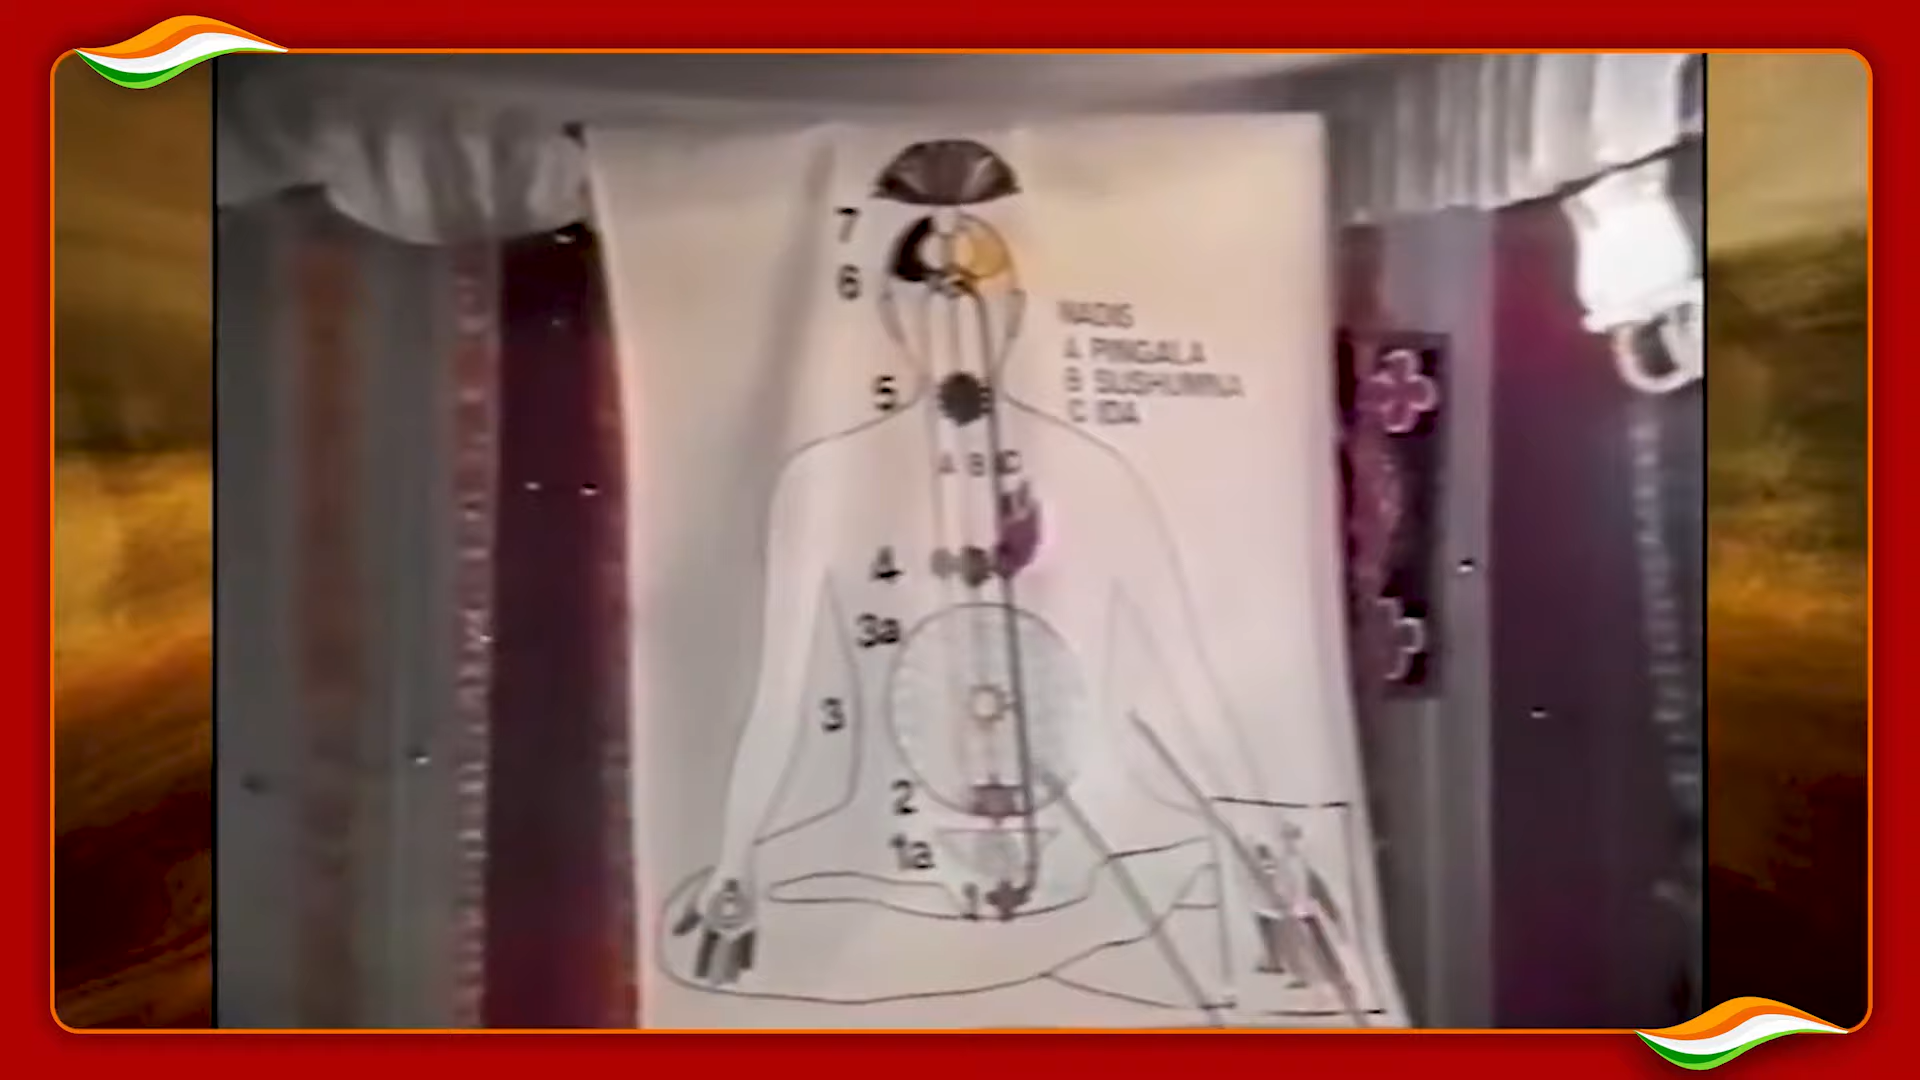 7
6
NADIS
A PINGALA
B SUSHUMNA
C IDA
5
A B C
4
3a
3
2
1a
1